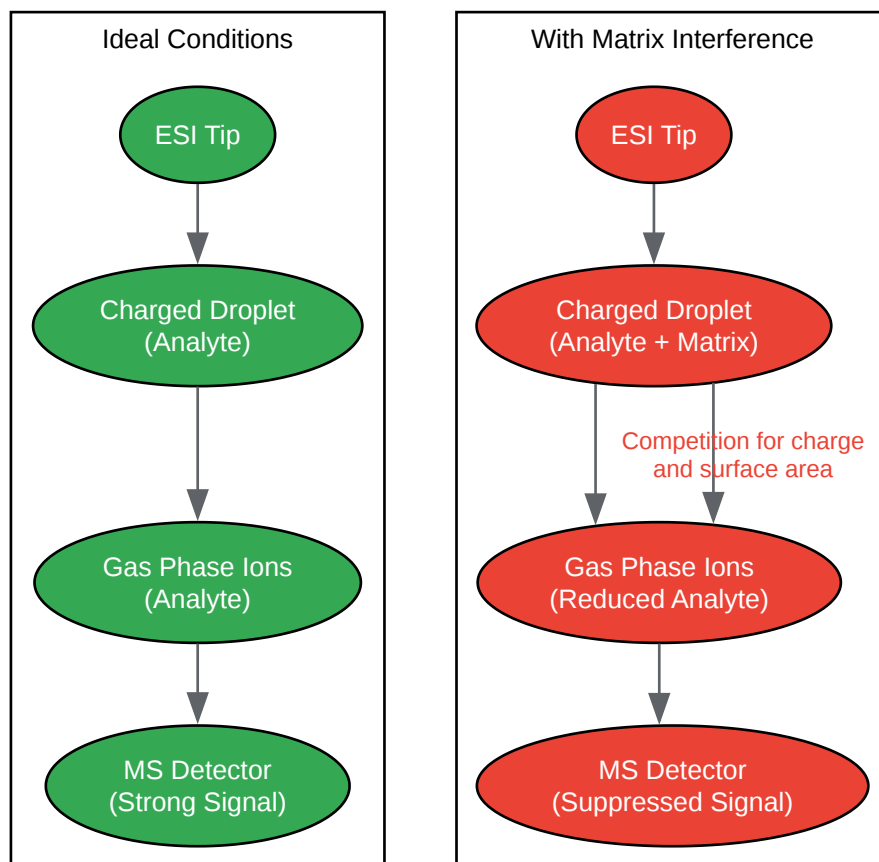 Ideal Conditions
ESI Tip
Charged Droplet
(Analyte)
Gas Phase Ions
(Analyte)
MS Detector
(Strong Signal)
With Matrix Interference
ESI Tip
Charged Droplet
(Analyte + Matrix)
Competition for charge
and surface area
Gas Phase Ions
(Reduced Analyte)
MS Detector
(Suppressed Signal)